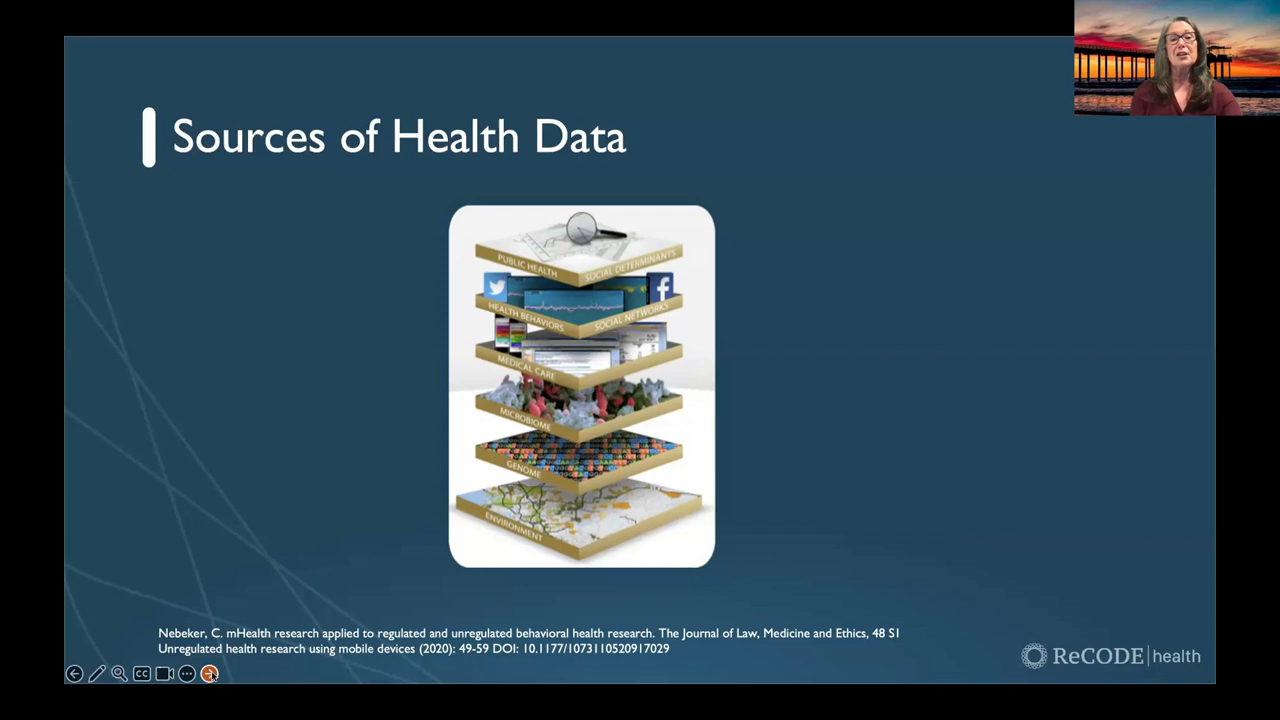 Sources of Health Data
PUBLIC HEALTH
SOCIAL DETERMINANTS
HEALTH BEHAVIORS
SOCIAL NETWORKS
MEDICAL CARE
MICROBIOME
GENOME
ENVIRONMENT
Nebeker, C. mHealth research applied to regulated and unregulated behavioral health research. The Journal of Law, Medicine and Ethics, 48 S1
Unregulated health research using mobile devices (2020): 49-59 DOI: 10.1177/1073110520917029
CC
ReCODE health